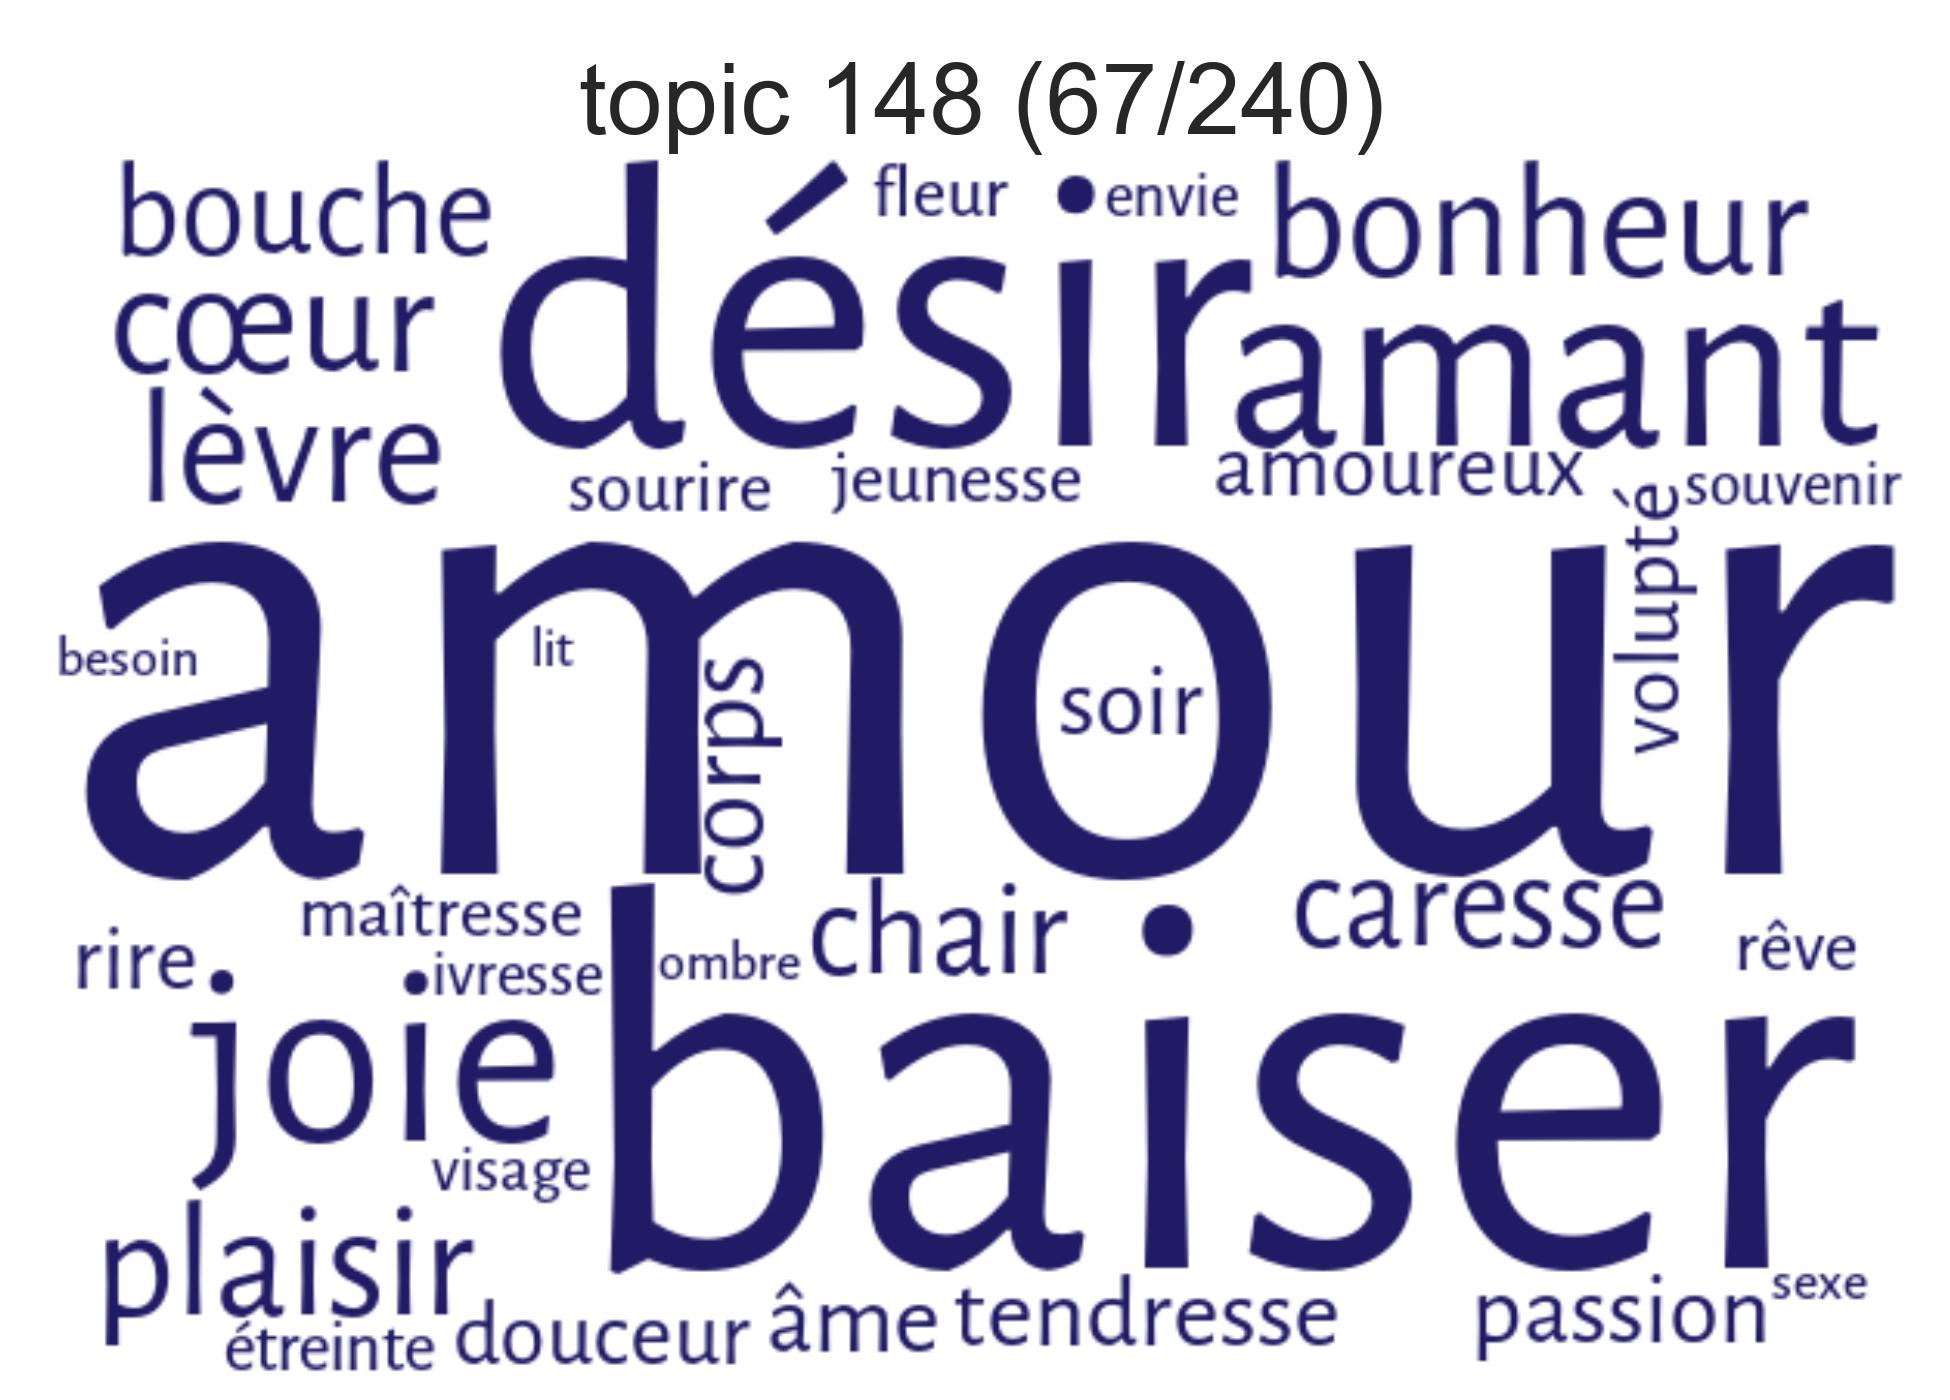 topic 148 (67/240)
bouche désir fleur envie bonheur
cœur amant
lèvre sourire jeunesse amoureux souvenir
amour volupté
besoin lit corps soir
maîtresse chair caresse
rire ivresse ombre rêve
joie baiser
visage
plaisir sexe
étreinte douceur âme tendresse passion